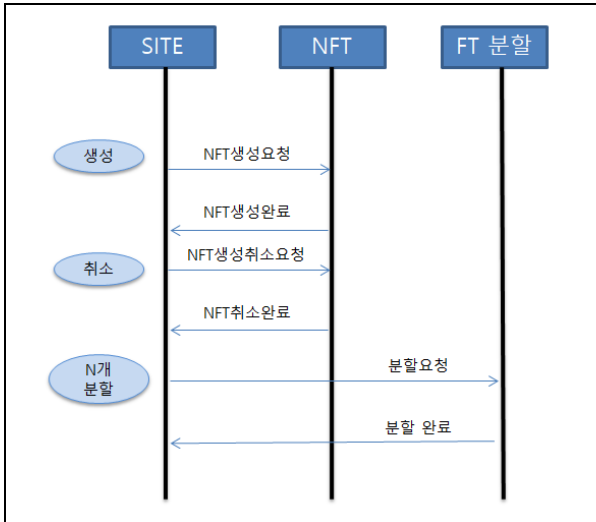 SITE
NFT
FT 분할
생성
NFT생성요청
NFT생성완료
취소
NFT생성취소요청
NFT취소완료
N개
분할
분할요청
분할 완료